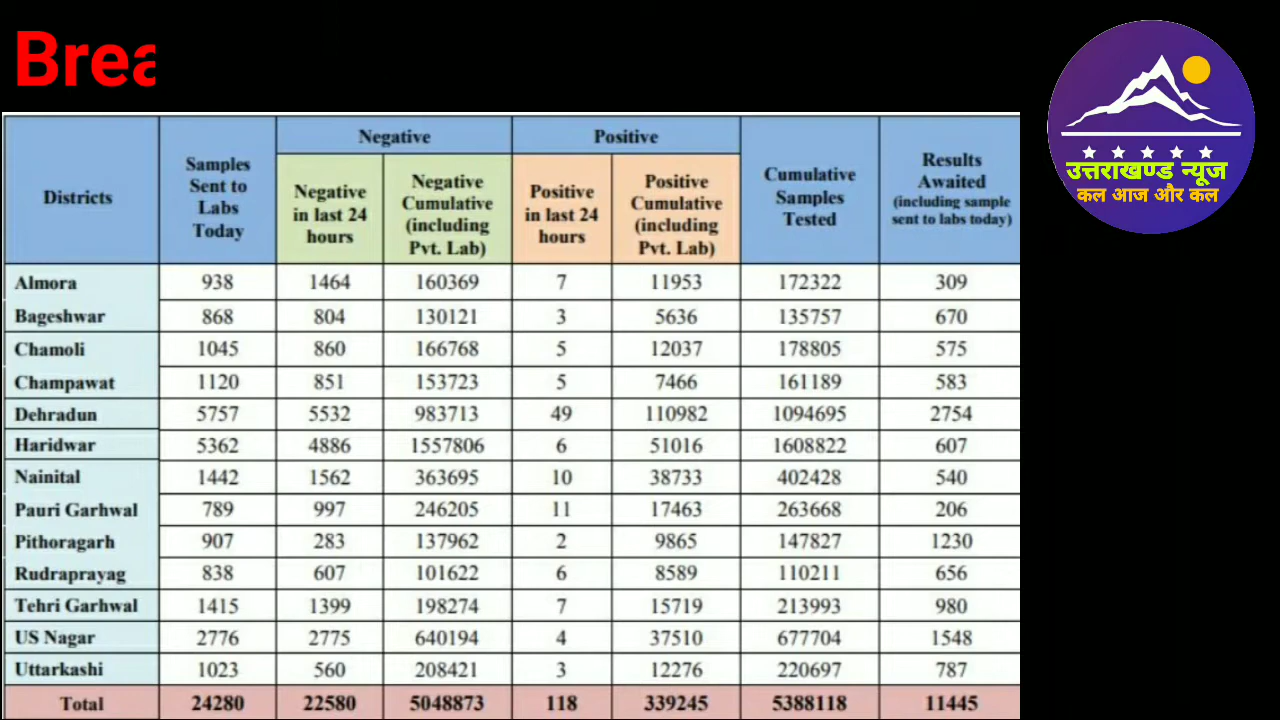 Brea
उत्तराखण्ड न्यूज
कल आज और कल
Districts Samples Sent to Labs Today Negative Positive Cumulative Samples Tested Results Awaited (including sample sent to labs today)
Negative in last 24 hours Negative Cumulative (including Pvt. Lab) Positive in last 24 hours Positive Cumulative (including Pvt. Lab)
Almora 938 1464 160369 7 11953 172322 309
Bageshwar 868 804 130121 3 5636 135757 670
Chamoli 1045 860 166768 5 12037 178805 575
Champawat 1120 851 153723 5 7466 161189 583
Dehradun 5757 5532 983713 49 110982 1094695 2754
Haridwar 5362 4886 1557806 6 51016 1608822 607
Nainital 1442 1562 363695 10 38733 402428 540
Pauri Garhwal 789 997 246205 11 17463 263668 206
Pithoragarh 907 283 137962 2 9865 147827 1230
Rudraprayag 838 607 101622 6 8589 110211 656
Tehri Garhwal 1415 1399 198274 7 15719 213993 980
US Nagar 2776 2775 640194 4 37510 677704 1548
Uttarkashi 1023 560 208421 3 12276 220697 787
Total 24280 22580 5048873 118 339245 5388118 11445